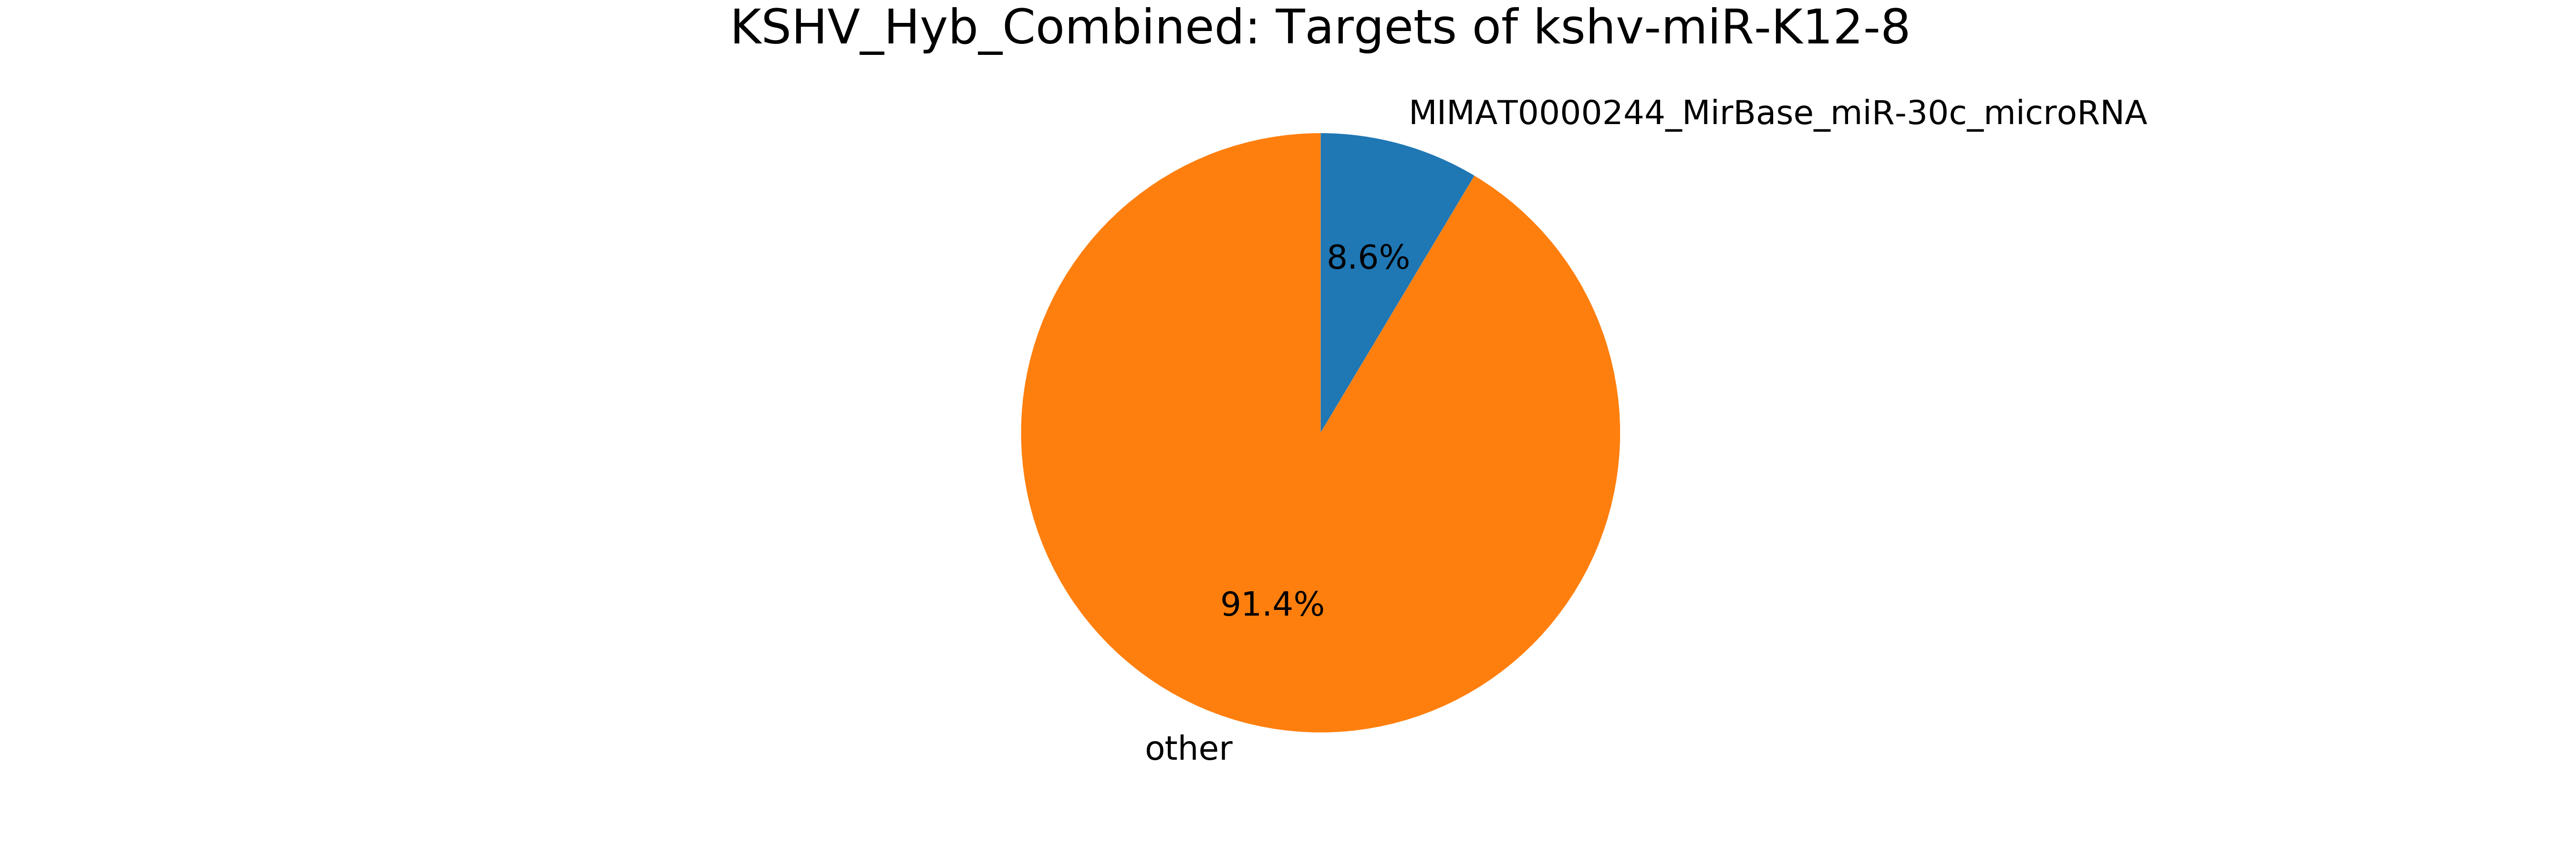 KSHV_Hyb_Combined: Targets of kshv-miR-K12-8
MIMAT0000244_MirBase_miR-30c_microRNA
8.6%
91.4%
other